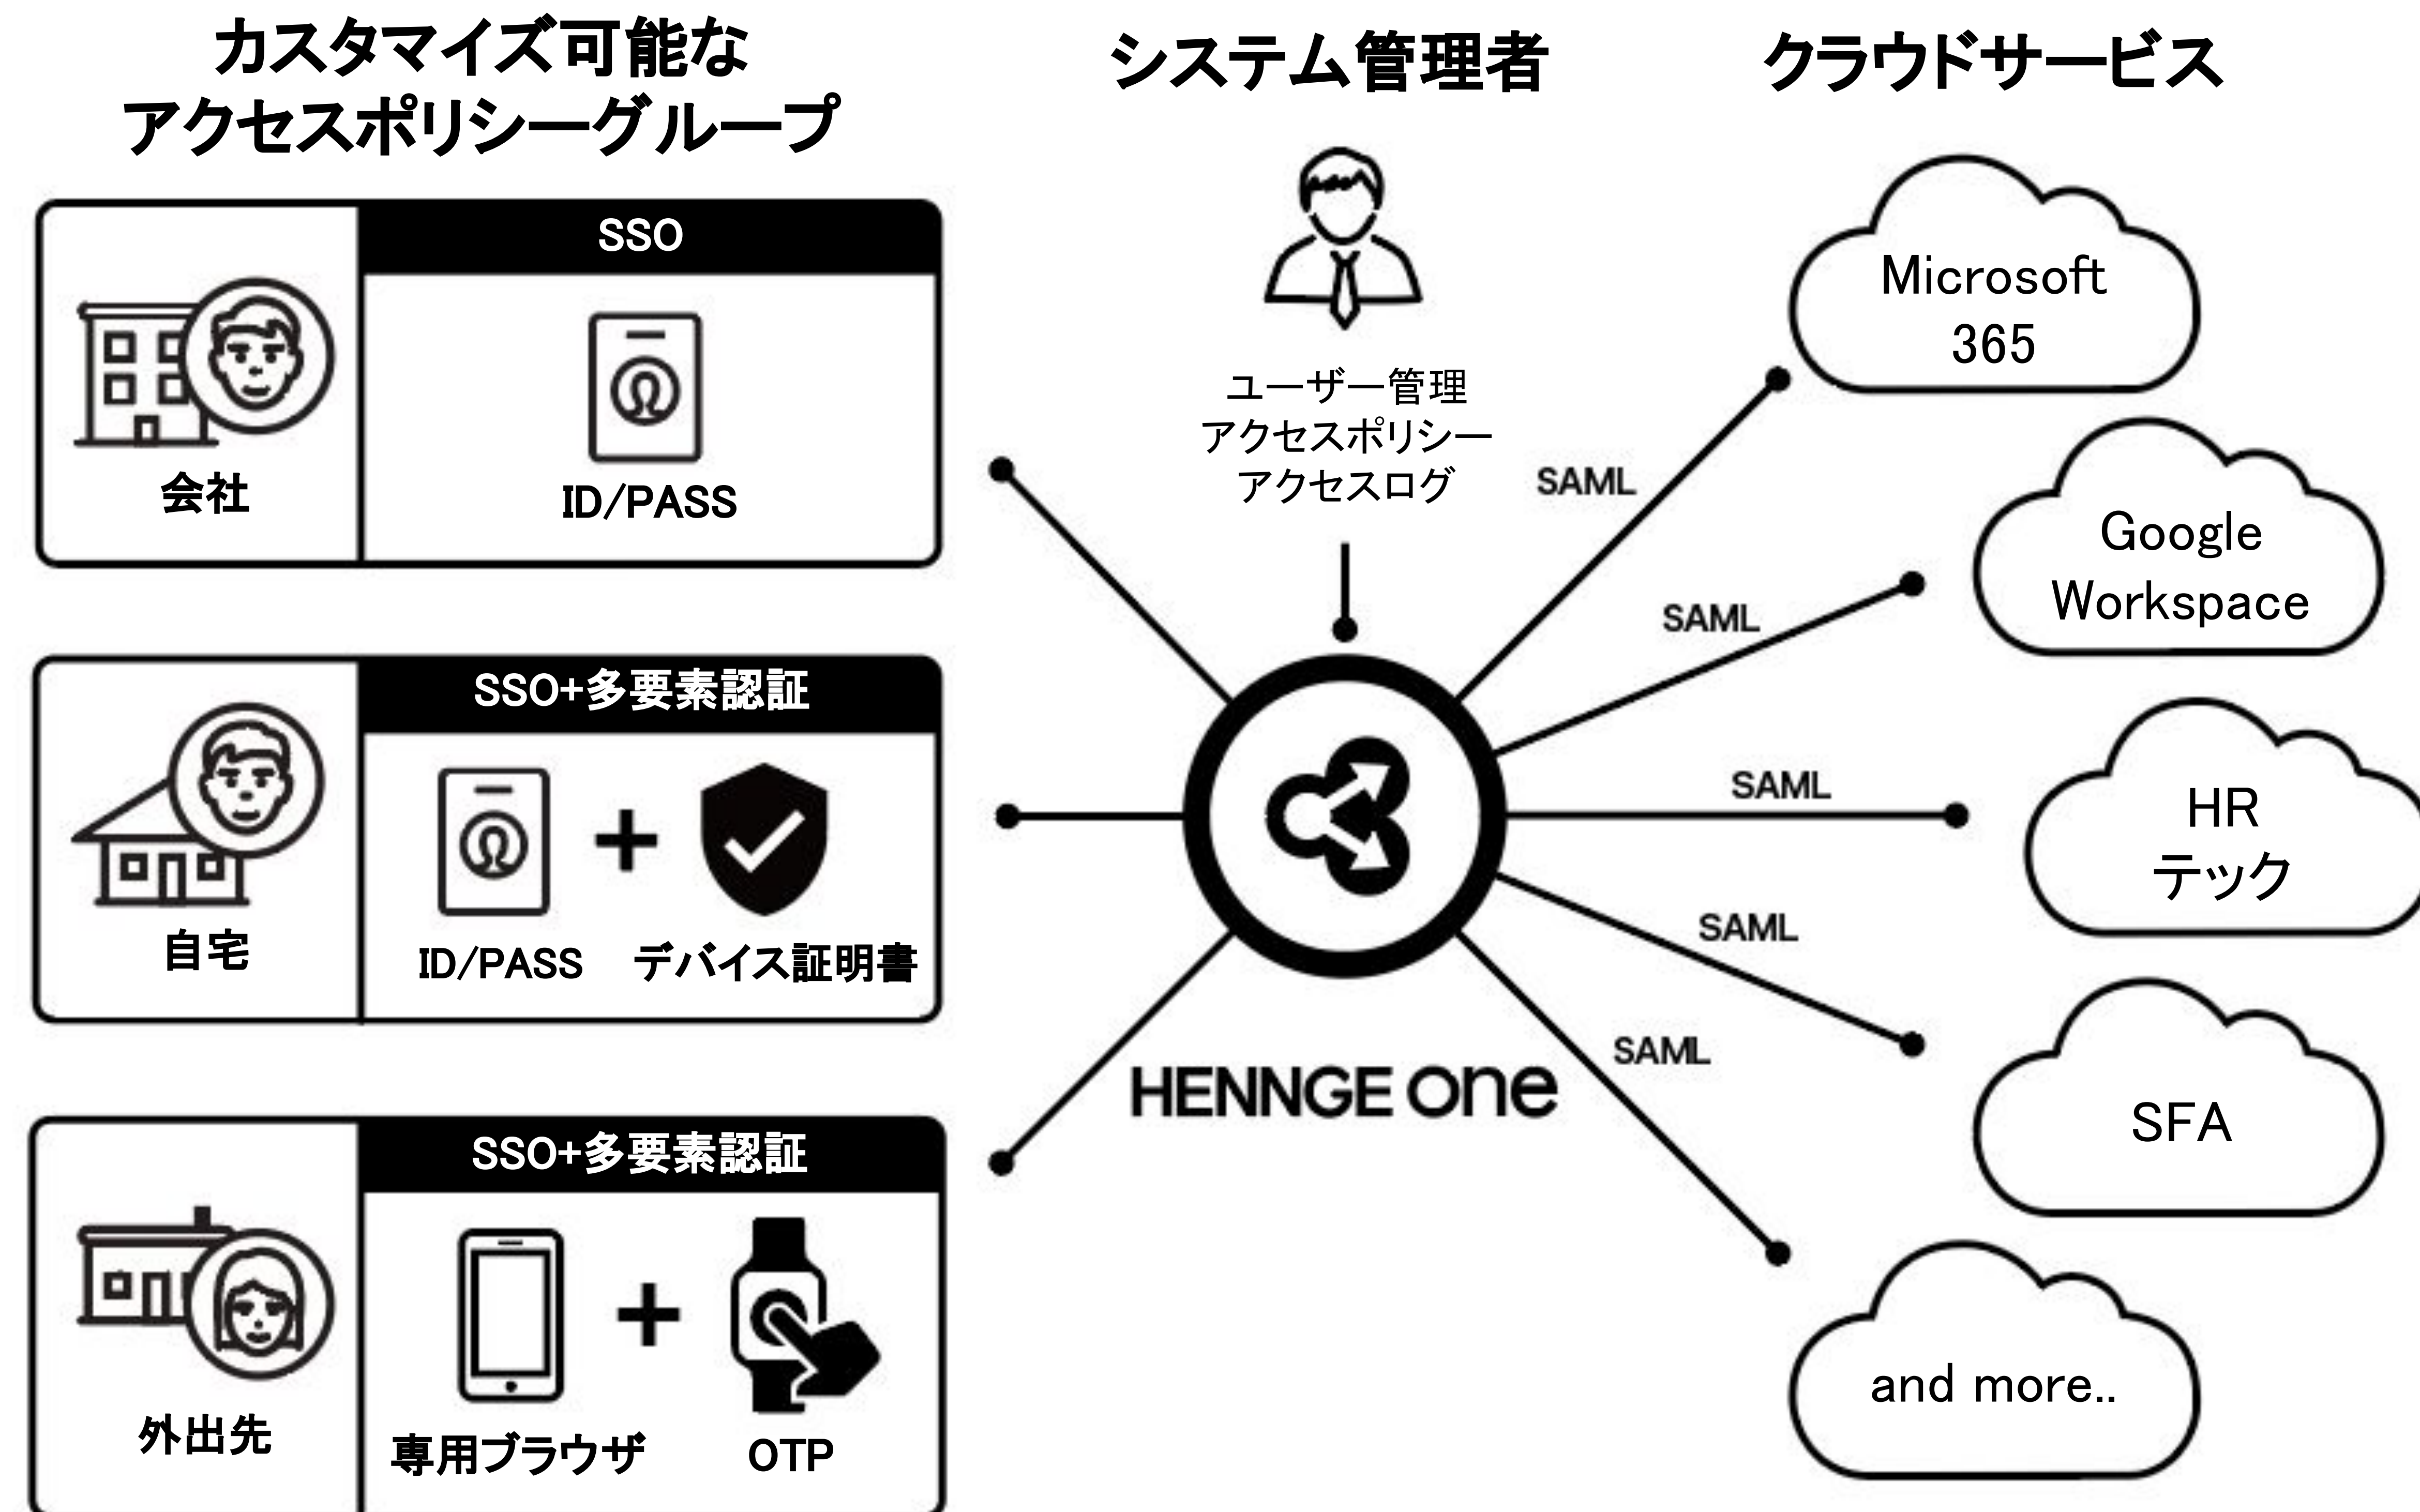 カスタマイズ可能な
アクセスポリシーグループ
SSO
会社
ID/PASS
SSO+多要素認証
自宅
ID/PASS
デバイス証明書
SSO+多要素認証
外出先
専用ブラウザ
OTP
システム管理者
ユーザー管理
アクセスポリシー
アクセスログ
HENNGE one
SAML
SAML
SAML
SAML
SAML
クラウドサービス
Microsoft
365
Google
Workspace
HR
テック
SFA
and more..